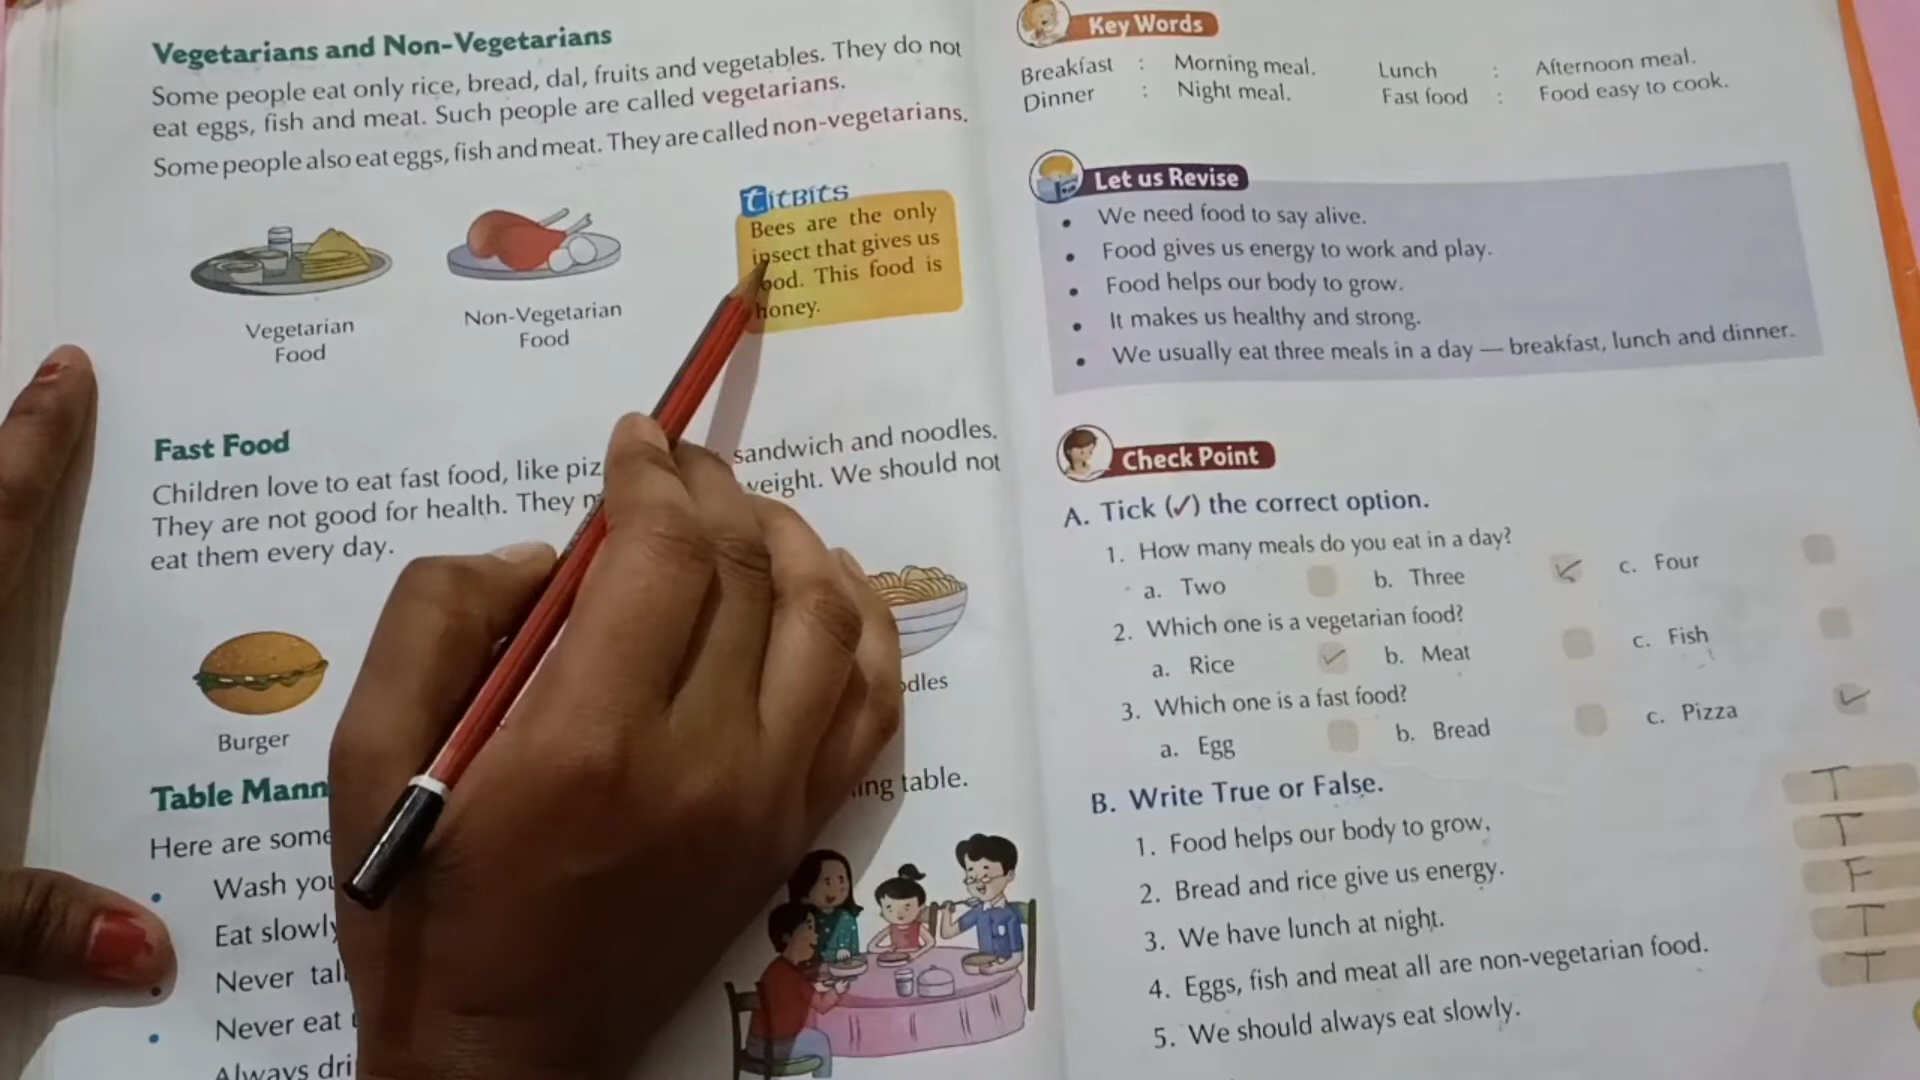 Vegetarians and Non-Vegetarians
Some people eat only rice, bread, dal, fruits and vegetables. They do not
eat eggs, fish and meat. Such people are called vegetarians.
Some people also eat eggs, fish and meat. They are called non-vegetarians.
titBits
Bees are the only
insect that gives us
ood. This food is
honey.
Vegetarian
Food
Non-Vegetarian
Food
Fast Food
Children love to eat fast food, like piz sandwich and noodles.
They are not good for health. They weight. We should not
eat them every day.
Burger
odles
Table Mann
Here are some ing table.
Wash you
Eat slowly
Never tal
Never eat
Always dri
Key Words
Breakfast : Morning meal. Lunch : Afternoon meal.
Dinner : Night meal. Fast food : Food easy to cook.
Let us Revise
• We need food to say alive.
• Food gives us energy to work and play.
• Food helps our body to grow.
• It makes us healthy and strong.
• We usually eat three meals in a day — breakfast, lunch and dinner.
Check Point
A. Tick (✓) the correct option.
1. How many meals do you eat in a day?
a. Two b. Three ✓ c. Four
2. Which one is a vegetarian food?
a. Rice ✓ b. Meat c. Fish
3. Which one is a fast food?
a. Egg b. Bread c. Pizza ✓
B. Write True or False.
1. Food helps our body to grow. T
2. Bread and rice give us energy. T
3. We have lunch at night. F
4. Eggs, fish and meat all are non-vegetarian food. T
5. We should always eat slowly. T